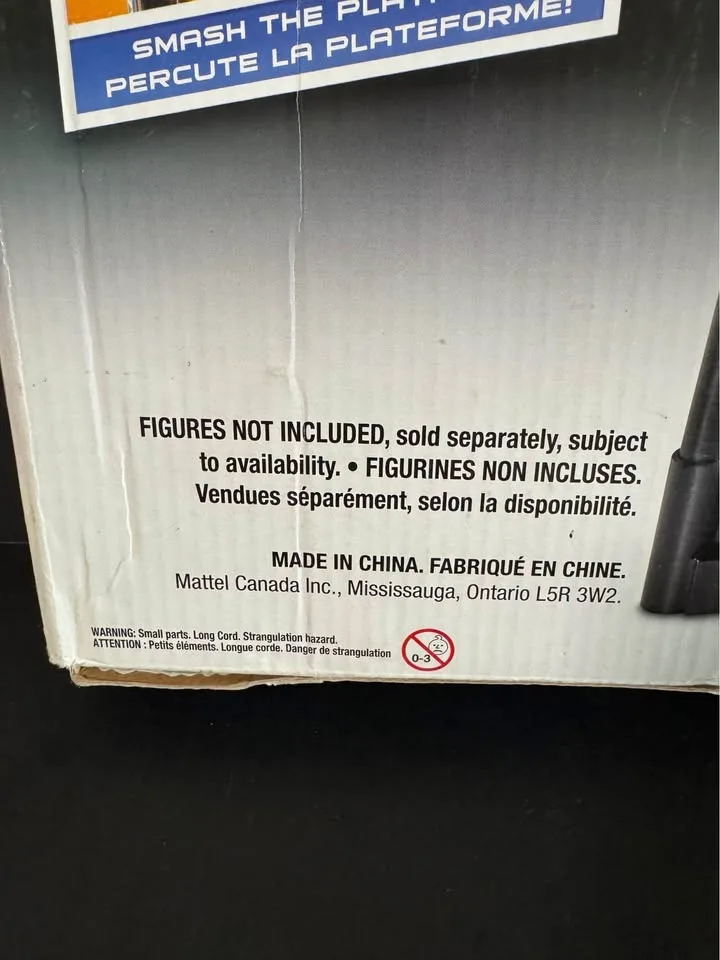 SMASH THE
PERCUTE LA PLATEFORME!
FIGURES NOT INCLUDED, sold separately, subject
to availability. • FIGURINES NON INCLUSES.
Vendues séparément, selon la disponibilité.
MADE IN CHINA. FABRIQUÉ EN CHINE.
Mattel Canada Inc., Mississauga, Ontario L5R 3W2.
WARNING: Small parts. Long Cord. Strangulation hazard.
ATTENTION : Petits éléments. Longue corde. Danger de strangulation
0-3